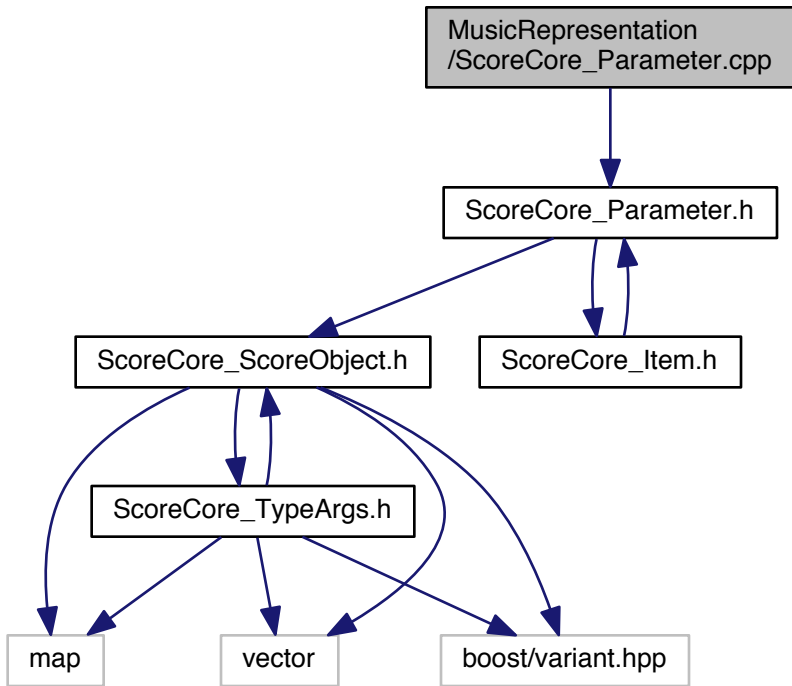 MusicRepresentation
/ScoreCore_Parameter.cpp
ScoreCore_Parameter.h
ScoreCore_ScoreObject.h
ScoreCore_Item.h
ScoreCore_TypeArgs.h
map
vector
boost/variant.hpp